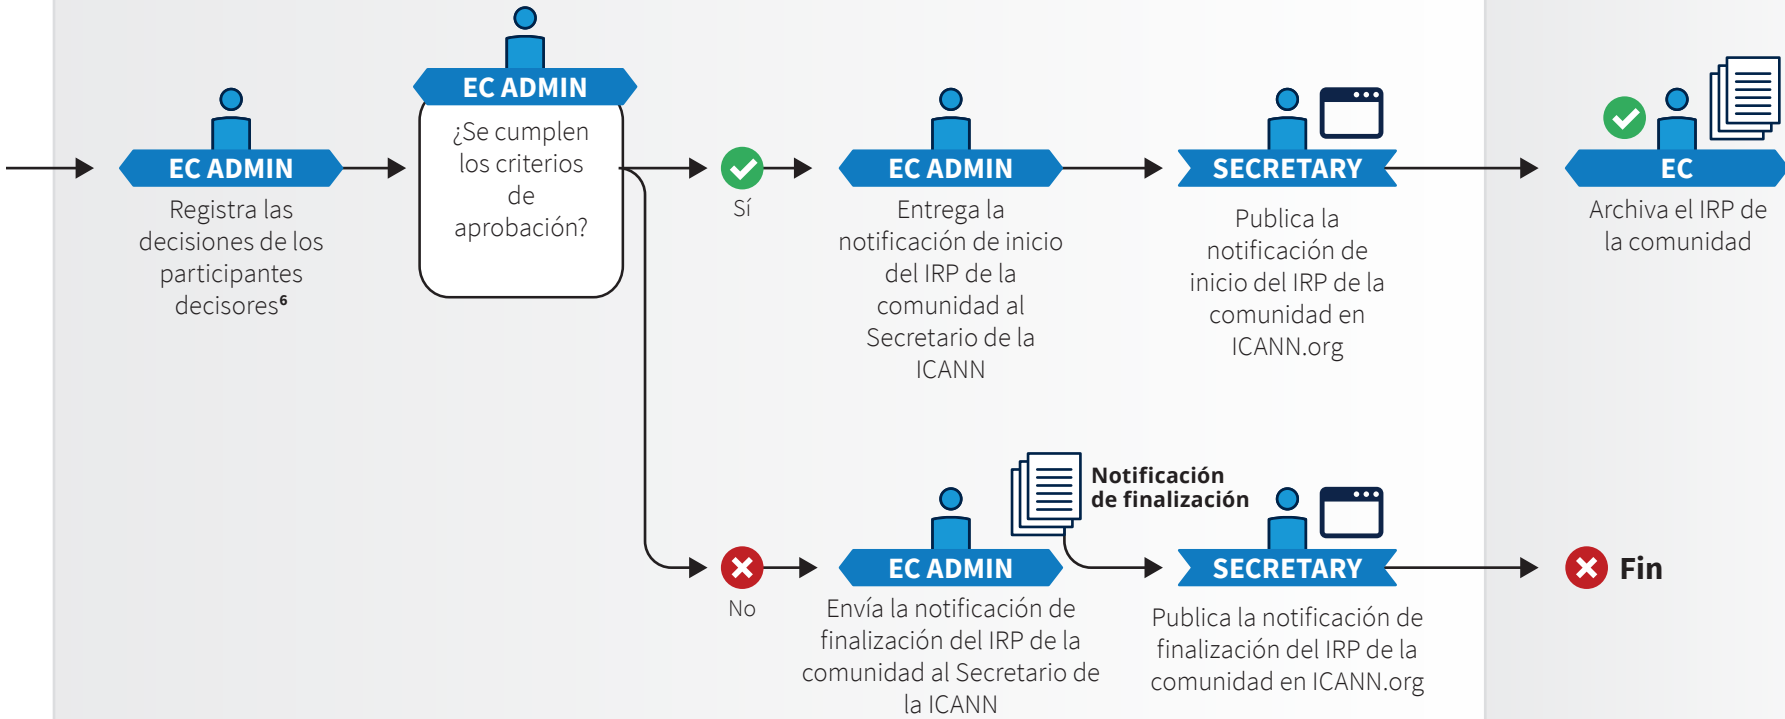 EC ADMIN
Registra las
decisiones de los
participantes
decisores⁶
EC ADMIN
¿Se cumplen
los criterios
de
aprobación?
Sí
EC ADMIN
Entrega la
notificación de inicio
del IRP de la
comunidad al
Secretario de la
ICANN
SECRETARY
Publica la
notificación de
inicio del IRP de la
comunidad en
ICANN.org
EC
Archiva el IRP de
la comunidad
No
EC ADMIN
Envía la notificación de
finalización del IRP de la
comunidad al Secretario de
la ICANN
Notificación
de finalización
SECRETARY
Publica la notificación de
finalización del IRP de la
comunidad en ICANN.org
Fin